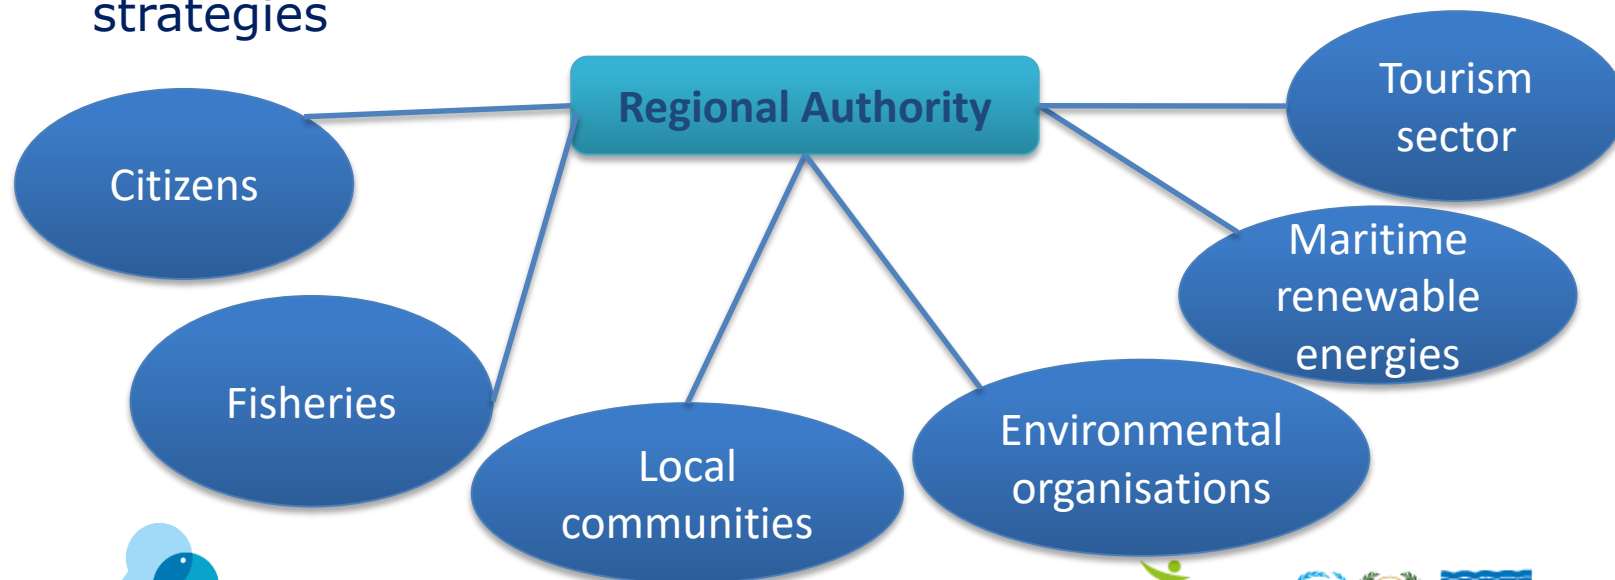 strategies
Regional Authority
Tourism
sector
Citizens
Maritime
renewable
energies
Fisheries
Environmental
organisations
Local
communities